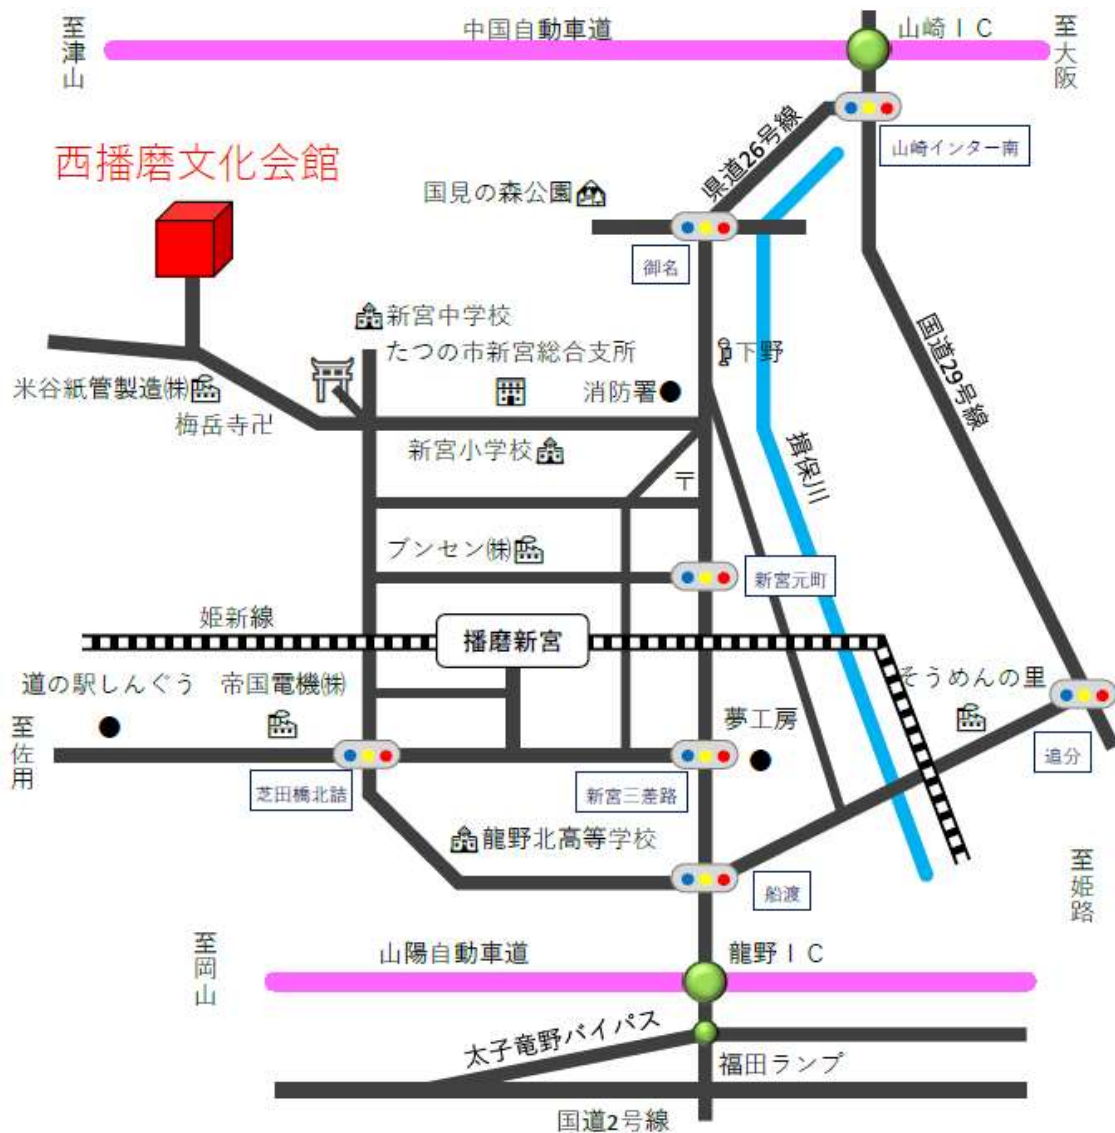 至津山
中国自動車道
山崎IC
至大阪
山崎インター南
県道26号線
西播磨文化会館
国見の森公園
御名
国道29号線
新宮中学校
たつの市新宮総合支所
下野
米谷紙管製造㈱
消防署
梅岳寺卍
新宮小学校
揖保川
〒
ブンセン㈱
新宮元町
姫新線
播磨新宮
道の駅しんぐう
帝国電機㈱
そうめんの里
至佐用
夢工房
追分
芝田橋北詰
新宮三差路
龍野北高等学校
船渡
至姫路
至岡山
山陽自動車道
龍野IC
太子竜野バイパス
福田ランプ
国道2号線